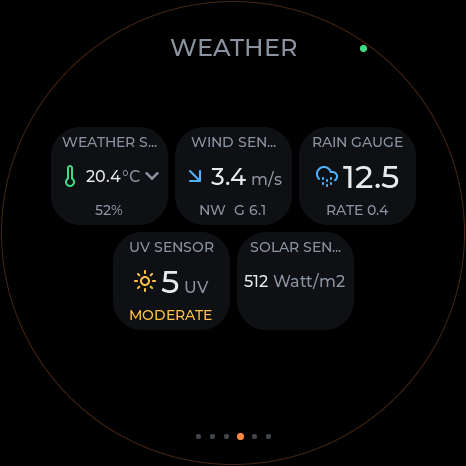 WEATHER
WEATHER S...
20.4°C
52%
WIND SEN...
3.4 m/s
NW G 6.1
RAIN GAUGE
12.5
RATE 0.4
UV SENSOR
5 UV
MODERATE
SOLAR SEN...
512 Watt/m2